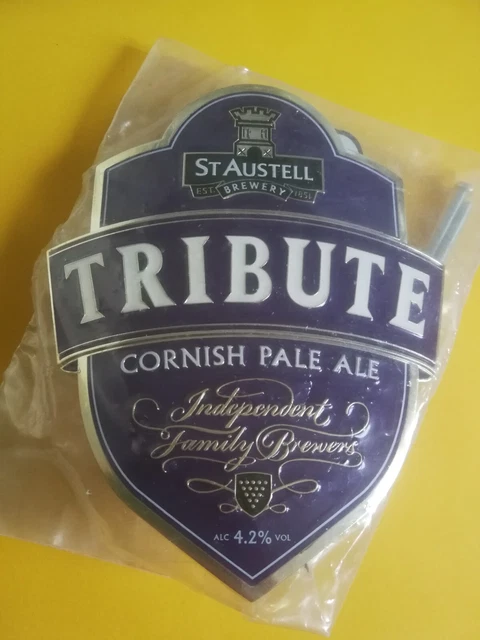 ST AUSTELL
EST. BREWERY 1851
TRIBUTE
CORNISH PALE ALE
Independent
Family Brewers
ALC 4.2% VOL